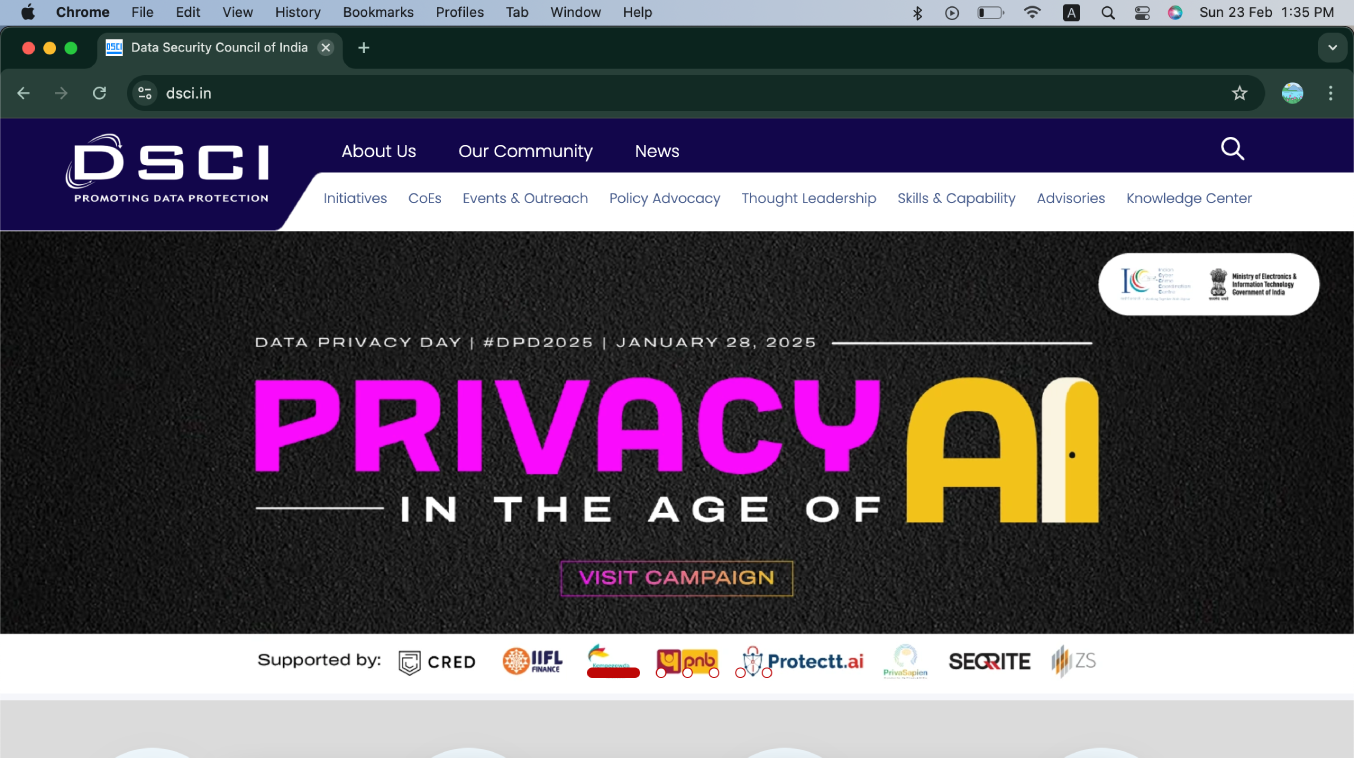 Chrome File Edit View History Bookmarks Profiles Tab Window Help A Sun 23 Feb 1:35 PM
DSCI Data Security Council of India
dsci.in
DSCI
PROMOTING DATA PROTECTION
About Us Our Community News
Initiatives CoEs Events & Outreach Policy Advocacy Thought Leadership Skills & Capability Advisories Knowledge Center
Ministry of Electronics &
Information Technology
Government of India
DATA PRIVACY DAY | #DPD2025 | JANUARY 28, 2025
PRIVACY AI
IN THE AGE OF
VISIT CAMPAIGN
Supported by: CRED IIFL FINANCE pnb Protectt.ai PrivaSapien SEQRITE ZS